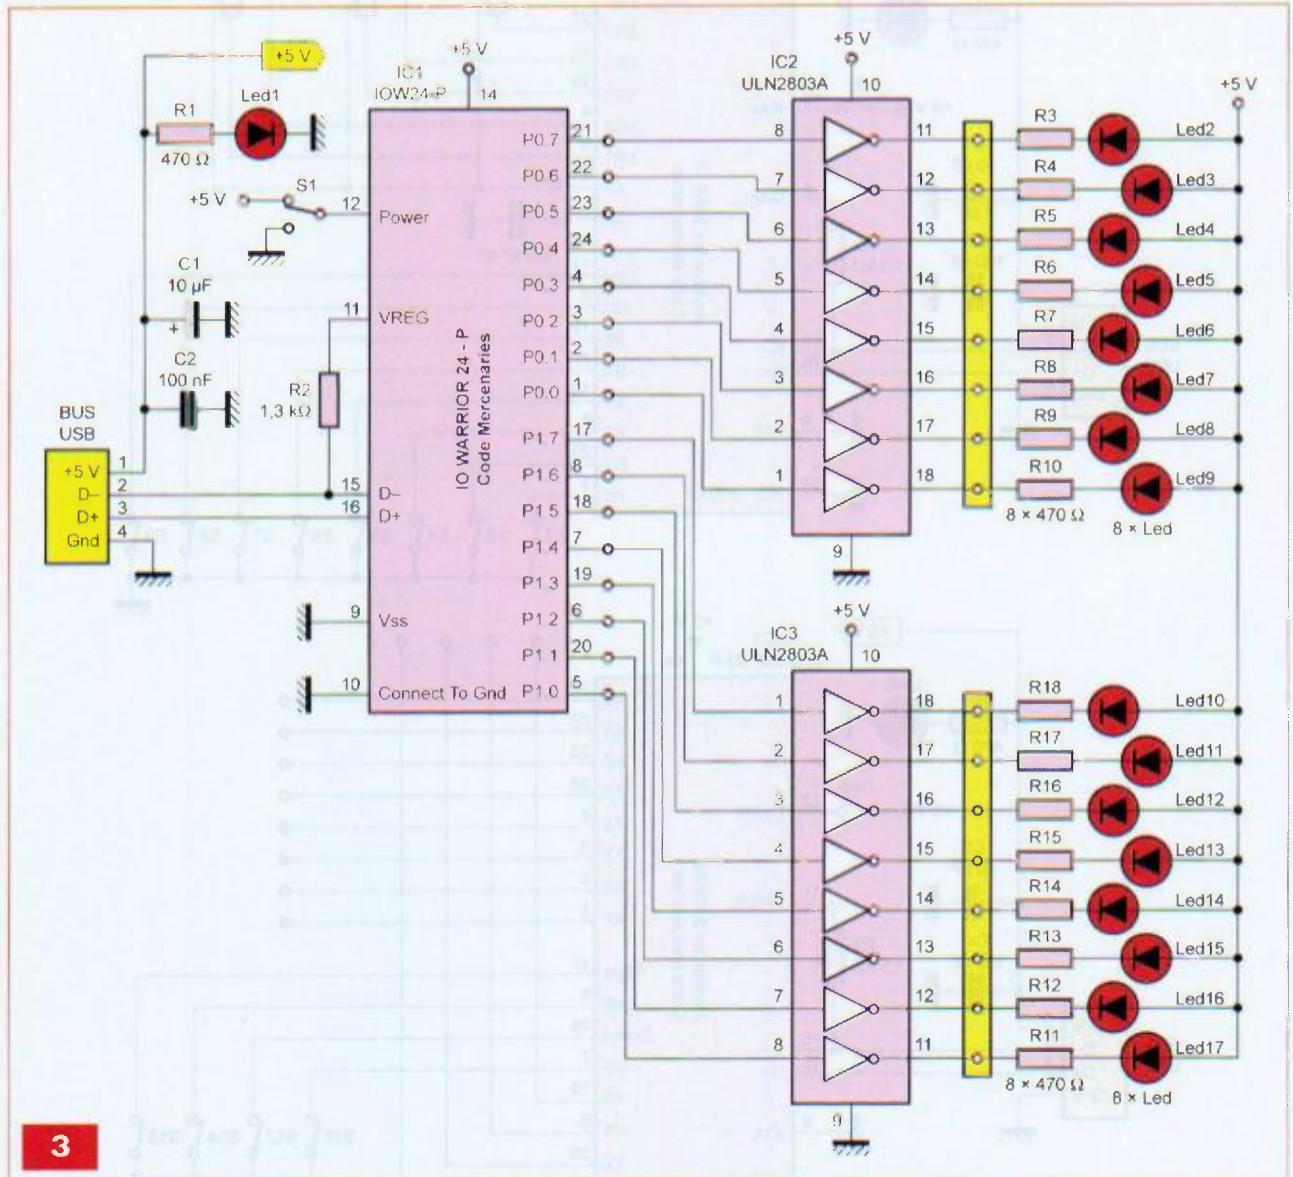 +5 V
R1
Led1
470 Ω
+5 V
S1
C1
10 µF
+
C2
100 nF
R2
1,3 kΩ
BUS
USB
+5 V
1
D–
2
D+
3
Gnd
4
IC1
IOW24-P
+5 V
14
12
Power
11
VREG
15
D–
16
D+
9
Vss
10
Connect To Gnd
IO WARRIOR 24 - P
Code Mercenaries
P0.7
21
P0.6
22
P0.5
23
P0.4
24
P0.3
4
P0.2
3
P0.1
2
P0.0
1
P1.7
17
P1.6
8
P1.5
18
P1.4
7
P1.3
19
P1.2
6
P1.1
20
P1.0
5
+5 V
IC2
ULN2803A
10
8
11
R3
Led2
7
12
R4
Led3
6
13
R5
Led4
5
14
R6
Led5
4
15
R7
Led6
3
16
R8
Led7
2
17
R9
Led8
1
18
R10
Led9
8 × 470 Ω
8 × Led
9
+5 V
+5 V
IC3
ULN2803A
10
1
18
R18
Led10
2
17
R17
Led11
3
16
R16
Led12
4
15
R15
Led13
5
14
R14
Led14
6
13
R13
Led15
7
12
R12
Led16
8
11
R11
Led17
8 × 470 Ω
8 × Led
9
3